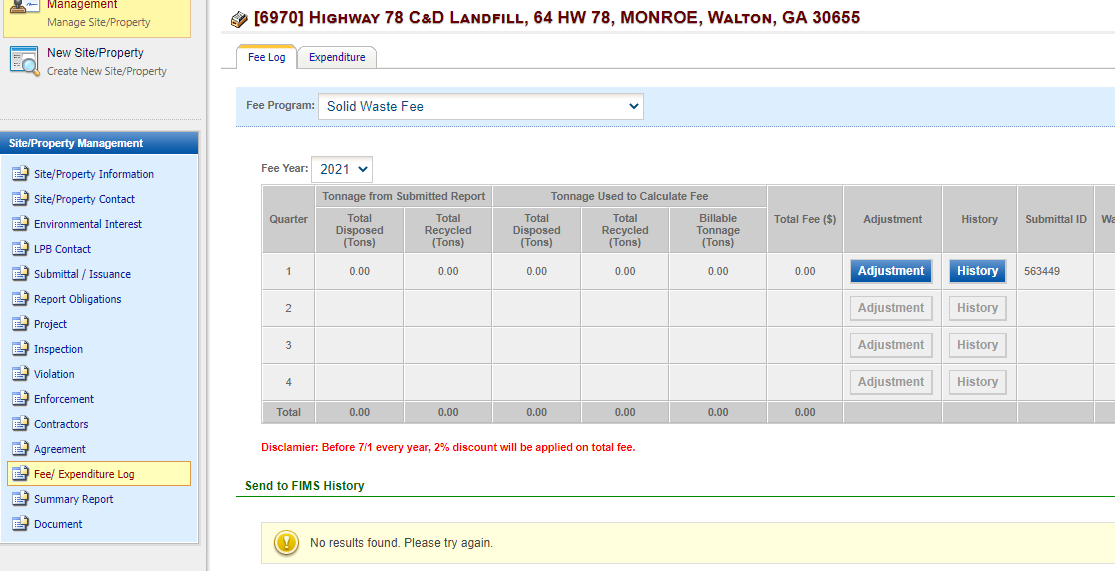 Management
Manage Site/Property
New Site/Property
Create New Site/Property
Site/Property Management
Site/Property Information
Site/Property Contact
Environmental Interest
LPB Contact
Submittal / Issuance
Report Obligations
Project
Inspection
Violation
Enforcement
Contractors
Agreement
Fee/ Expenditure Log
Summary Report
Document
[6970] Highway 78 C&D Landfill, 64 HW 78, MONROE, Walton, GA 30655
Fee Log Expenditure
Fee Program: Solid Waste Fee
Fee Year: 2021
Tonnage from Submitted Report Tonnage Used to Calculate Fee
Quarter Total Disposed (Tons) Total Recycled (Tons) Total Disposed (Tons) Total Recycled (Tons) Billable Tonnage (Tons) Total Fee ($) Adjustment History Submittal ID Wa
1 0.00 0.00 0.00 0.00 0.00 0.00 Adjustment History 563449
2 Adjustment History
3 Adjustment History
4 Adjustment History
Total 0.00 0.00 0.00 0.00 0.00 0.00
Disclamier: Before 7/1 every year, 2% discount will be applied on total fee.
Send to FIMS History
No results found. Please try again.